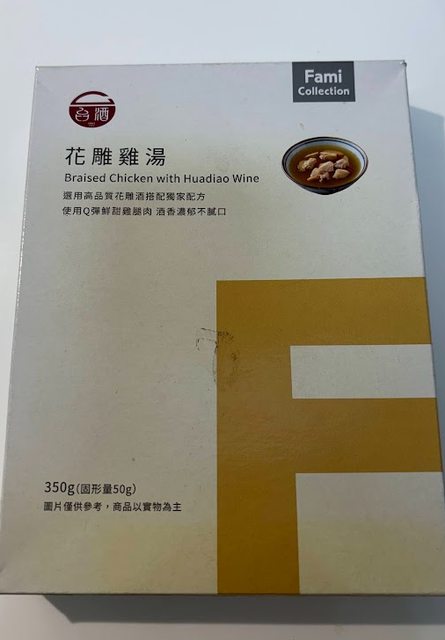 Fami
Collection
台酒
花雕雞湯
Braised Chicken with Huadiao Wine
選用高品質花雕酒搭配獨家配方
使用Q彈鮮甜雞腿肉 酒香濃郁不膩口
350g(固形量50g)
圖片僅供參考，商品以實物為主